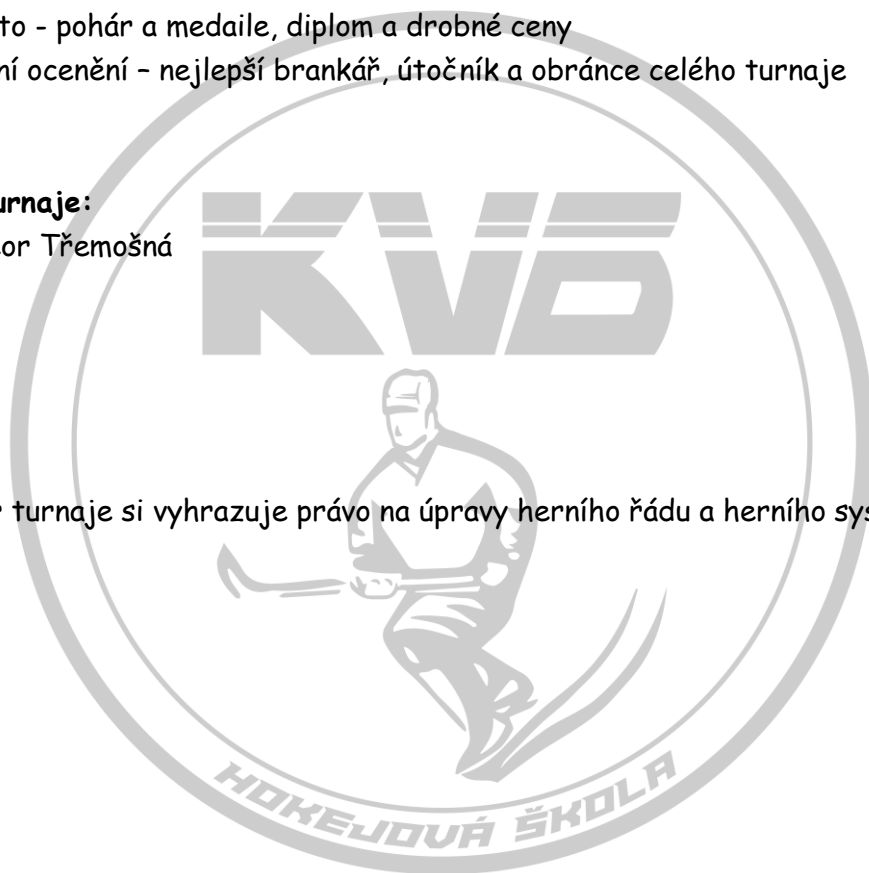 to - pohár a medaile, diplom a drobné ceny
ní ocenění – nejlepší brankář, útočník a obránce celého turnaje
urnaje:
or Třemošná
KVB
r turnaje si vyhrazuje právo na úpravy herního řádu a herního sys
HOKEJOVÁ ŠKOLA